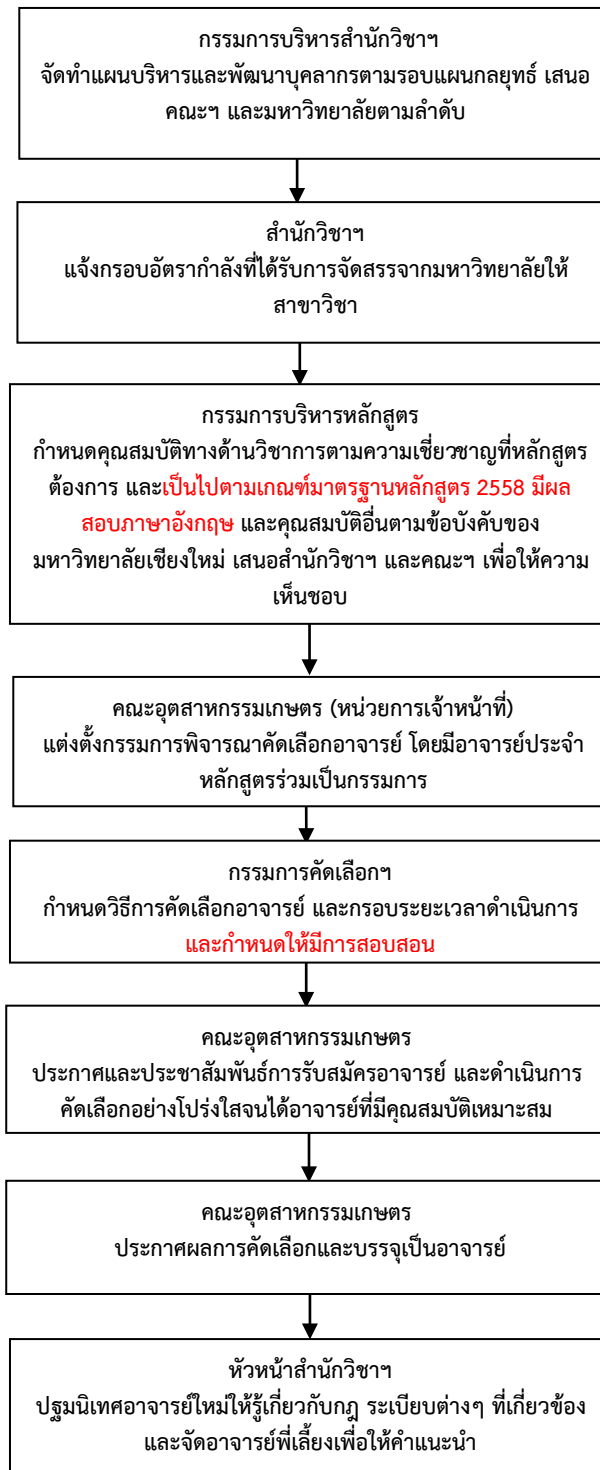 กรรมการบริหารสำนักวิชาฯ
จัดทำแผนบริหารและพัฒนาบุคลากรตามรอบแผนกลยุทธ์ เสนอ
คณะฯ และมหาวิทยาลัยตามลำดับ
สำนักวิชาฯ
แจ้งกรอบอัตรากำลังที่ได้รับการจัดสรรจากมหาวิทยาลัยให้
สาขาวิชา
กรรมการบริหารหลักสูตร
กำหนดคุณสมบัติทางด้านวิชาการตามความเชี่ยวชาญที่หลักสูตร
ต้องการ และเป็นไปตามเกณฑ์มาตรฐานหลักสูตร 2558 มีผล
สอบภาษาอังกฤษ และคุณสมบัติอื่นตามข้อบังคับของ
มหาวิทยาลัยเชียงใหม่ เสนอสำนักวิชาฯ และคณะฯ เพื่อให้ความ
เห็นชอบ
คณะอุตสาหกรรมเกษตร (หน่วยการเจ้าหน้าที่)
แต่งตั้งกรรมการพิจารณาคัดเลือกอาจารย์ โดยมีอาจารย์ประจำ
หลักสูตรร่วมเป็นกรรมการ
กรรมการคัดเลือกฯ
กำหนดวิธีการคัดเลือกอาจารย์ และกรอบระยะเวลาดำเนินการ
และกำหนดให้มีการสอบสอน
คณะอุตสาหกรรมเกษตร
ประกาศและประชาสัมพันธ์การรับสมัครอาจารย์ และดำเนินการ
คัดเลือกอย่างโปร่งใสจนได้อาจารย์ที่มีคุณสมบัติเหมาะสม
คณะอุตสาหกรรมเกษตร
ประกาศผลการคัดเลือกและบรรจุเป็นอาจารย์
หัวหน้าสำนักวิชาฯ
ปฐมนิเทศอาจารย์ใหม่ให้รู้เกี่ยวกับกฎ ระเบียบต่างๆ ที่เกี่ยวข้อง
และจัดอาจารย์พี่เลี้ยงเพื่อให้คำแนะนำ